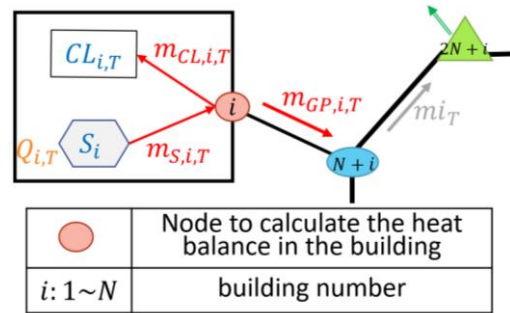 CL_{i,T}
m_{CL,i,T}
2N + i
i
m_{GP,i,T}
mi_T
Q_{i,T}
S_i
m_{S,i,T}
N + i
Node to calculate the heat
balance in the building
i: 1~N
building number